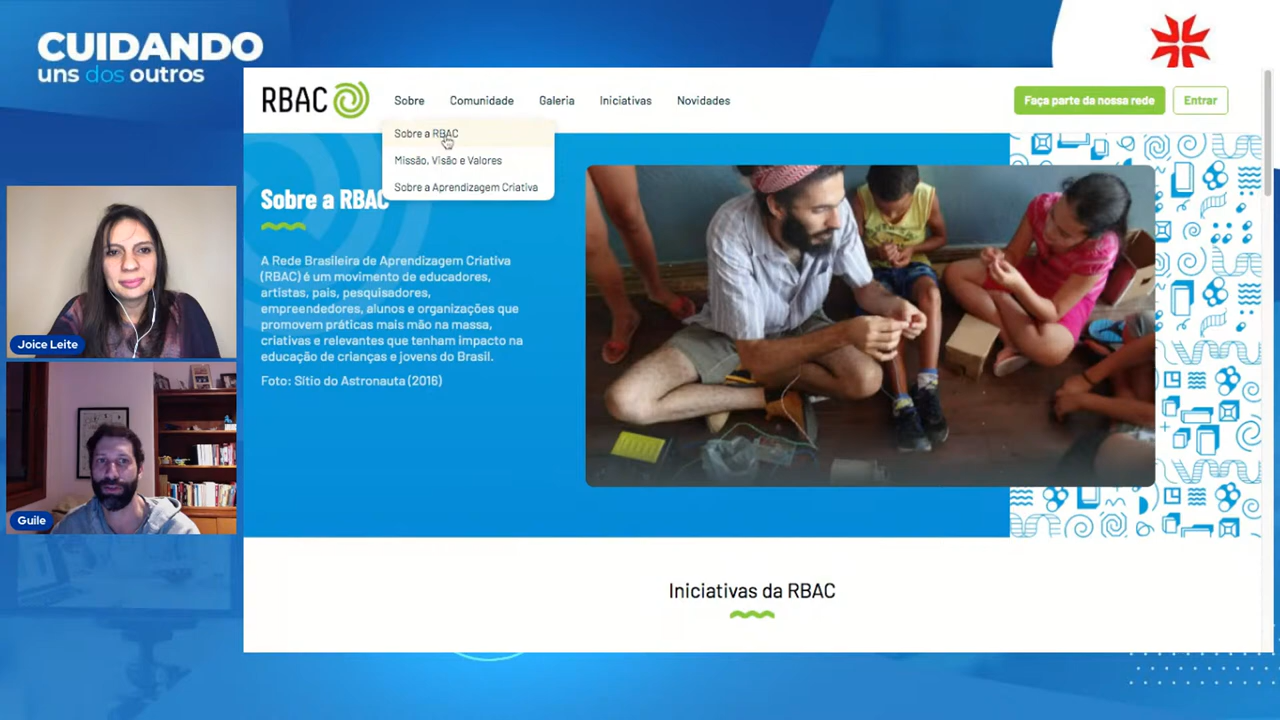 CUIDANDO
uns dos outros
RBAC
Sobre
Comunidade
Galeria
Iniciativas
Novidades
Faça parte da nossa rede
Entrar
Sobre a RBAC
Missão, Visão e Valores
Sobre a Aprendizagem Criativa
Sobre a RBAC
A Rede Brasileira de Aprendizagem Criativa
(RBAC) é um movimento de educadores,
artistas, pais, pesquisadores,
empreendedores, alunos e organizações que
promovem práticas mais mão na massa,
criativas e relevantes que tenham impacto na
educação de crianças e jovens do Brasil.
Foto: Sítio do Astronauta (2016)
Joice Leite
Guile
Iniciativas da RBAC